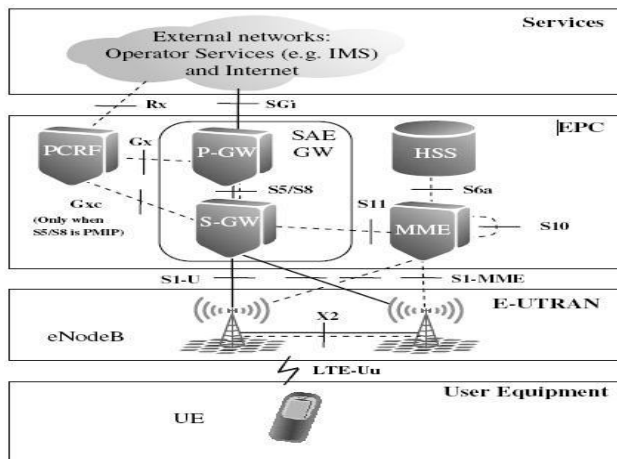 Services
External networks:
Operator Services (e.g. IMS)
and Internet
Rx
SGi
EPC
SAE
GW
PCRF
Gx
P-GW
HSS
S5/S8
S6a
Gxc
(Only when
S5/S8 is PMIP)
S-GW
S11
MME
S10
S1-U
S1-MME
E-UTRAN
X2
eNodeB
LTE-Uu
User Equipment
UE